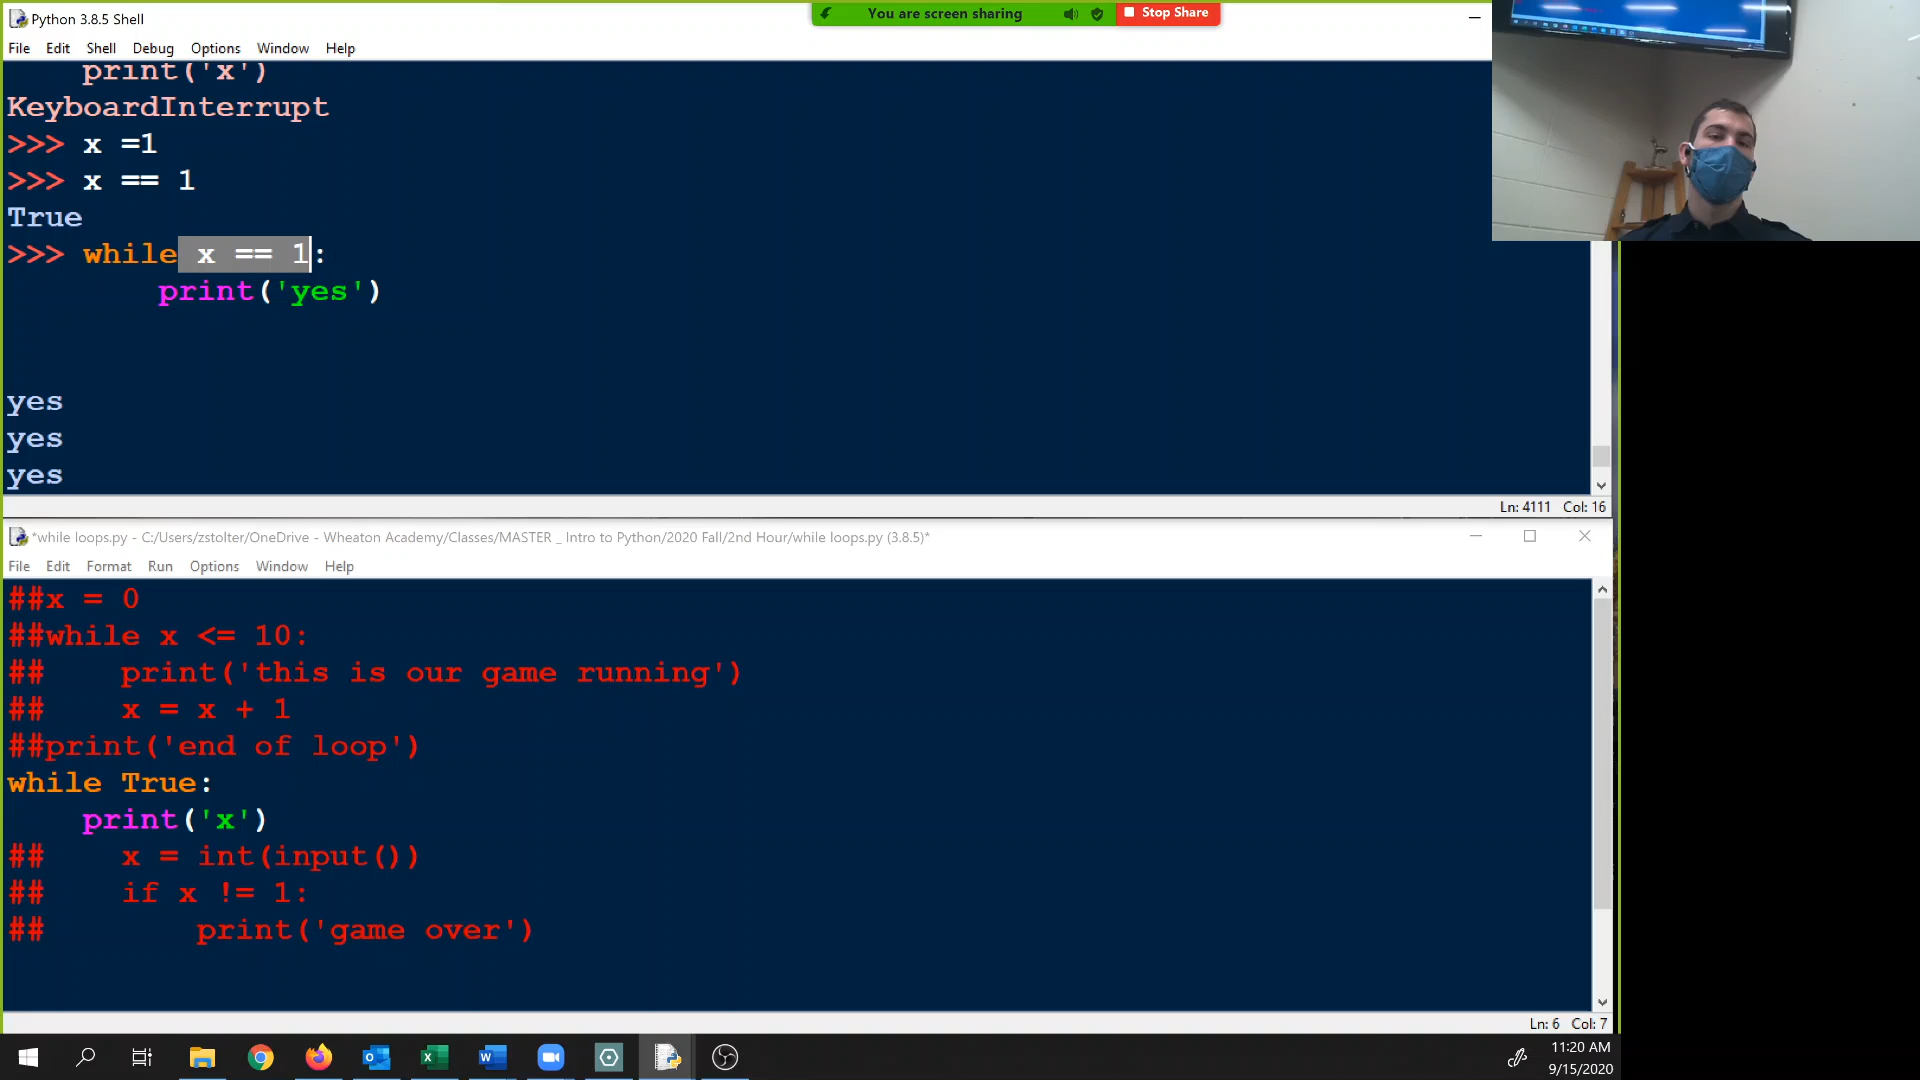 Python 3.8.5 Shell
You are screen sharing
Stop Share
File Edit Shell Debug Options Window Help
print('x')
KeyboardInterrupt
>>> x =1
>>> x == 1
True
>>> while x == 1:
print('yes')
yes
yes
yes
Ln: 4111 Col: 16
*while loops.py - C:/Users/zstolter/OneDrive - Wheaton Academy/Classes/MASTER _ Intro to Python/2020 Fall/2nd Hour/while loops.py (3.8.5)*
File Edit Format Run Options Window Help
##x = 0
##while x <= 10:
##    print('this is our game running')
##    x = x + 1
##print('end of loop')
while True:
    print('x')
##    x = int(input())
##    if x != 1:
##        print('game over')
Ln: 6 Col: 7
11:20 AM
9/15/2020